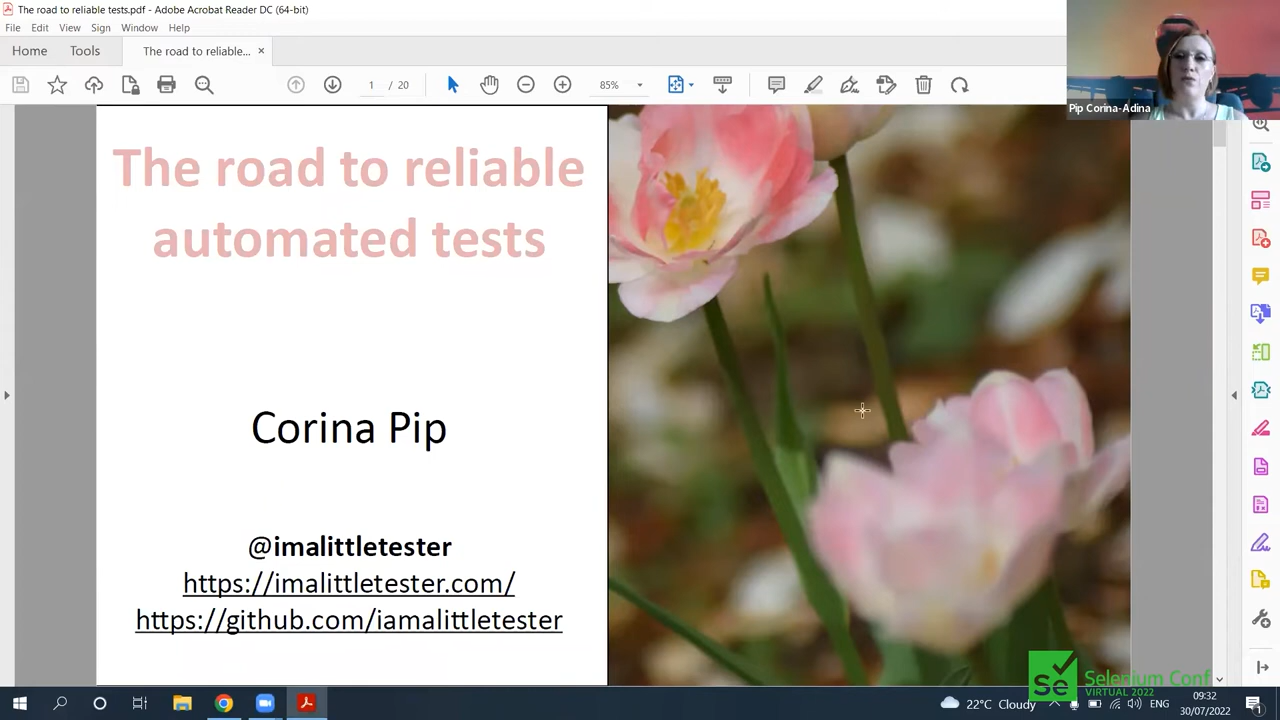 The road to reliable tests.pdf - Adobe Acrobat Reader DC (64-bit)
File Edit View Sign Window Help
Home Tools The road to reliable... ×
1 / 20 85%
Pip Corina-Adina
The road to reliable
automated tests
Corina Pip
@imalittletester
https://imalittletester.com/
https://github.com/iamalittletester
Se
Selenium Conf
VIRTUAL 2022
22°C Cloudy ENG
09:32
30/07/2022
1